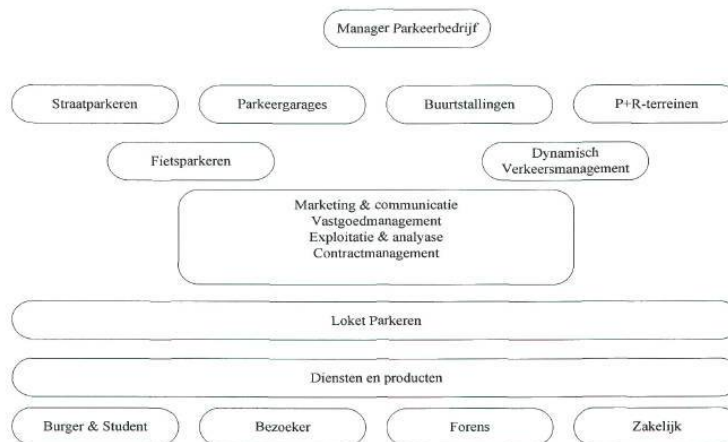 Manager Parkeerbedrijf
Straatparkeren
Parkeergarages
Buurtstallingen
P+R-terreinen
Fietsparkeren
Dynamisch
Verkeersmanagement
Marketing & communicatie
Vastgoedmanagement
Exploitatie & analyase
Contractmanagement
Loket Parkeren
Diensten en producten
Burger & Student
Bezoeker
Forens
Zakelijk